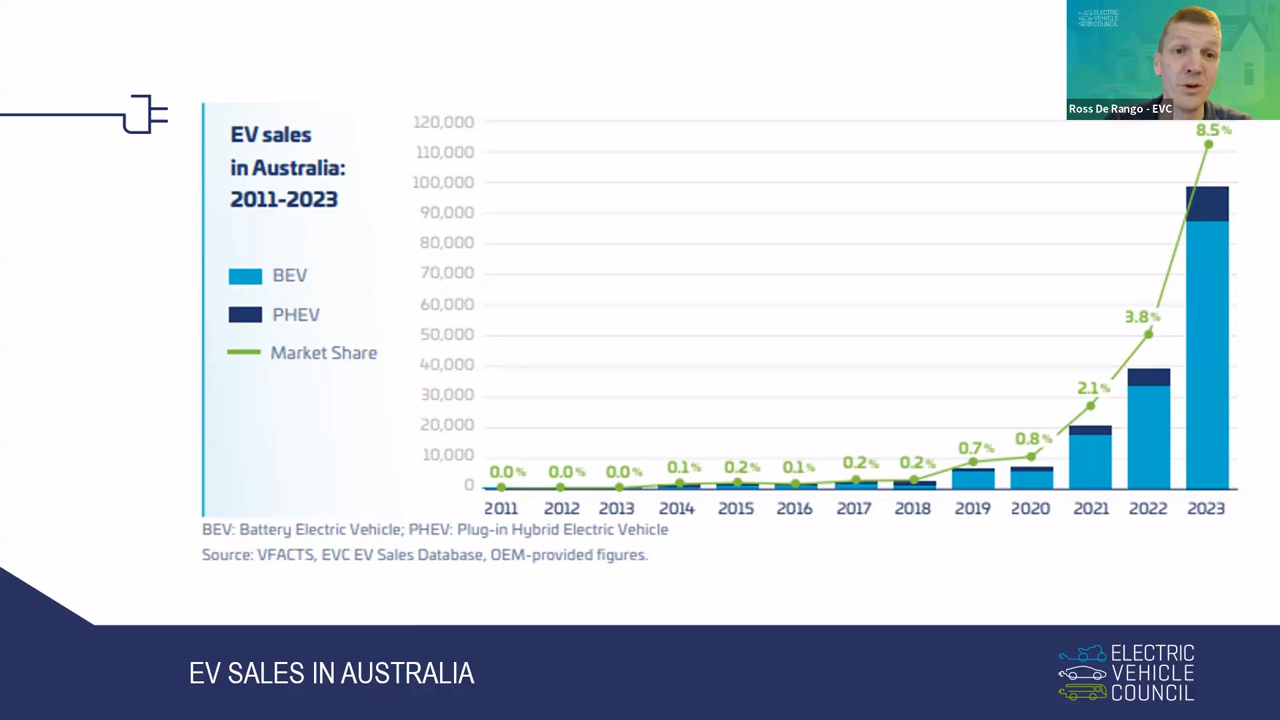 ELECTRIC
VEHICLE
COUNCIL
Ross De Rango - EVC
EV sales
in Australia:
2011-2023
BEV
PHEV
Market Share
120,000
110,000
100,000
90,000
80,000
70,000
60,000
50,000
40,000
30,000
20,000
10,000
0
0.0%
0.0%
0.0%
0.1%
0.2%
0.1%
0.2%
0.2%
0.7%
0.8%
2.1%
3.8%
8.5%
2011 2012 2013 2014 2015 2016 2017 2018 2019 2020 2021 2022 2023
BEV: Battery Electric Vehicle; PHEV: Plug-in Hybrid Electric Vehicle
Source: VFACTS, EVC EV Sales Database, OEM-provided figures.
EV SALES IN AUSTRALIA
ELECTRIC
VEHICLE
COUNCIL